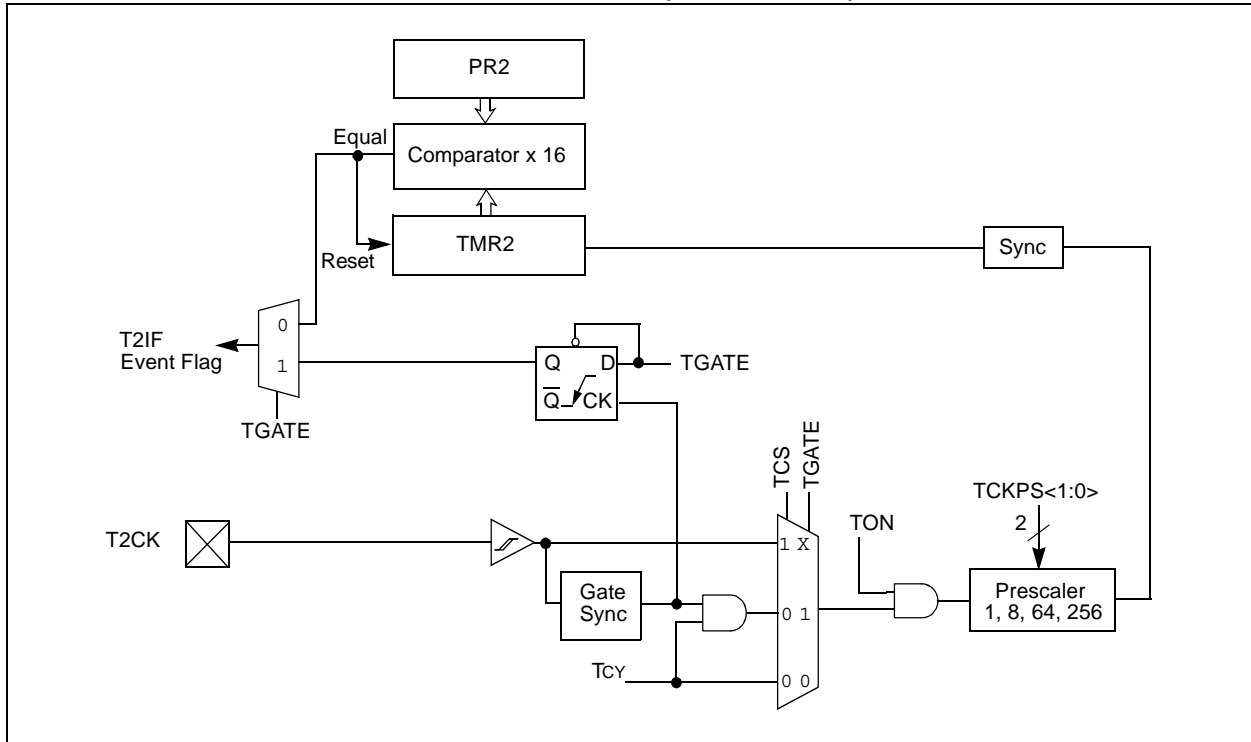 PR2
Equal
Comparator x 16
TMR2
Reset
Sync
0
1
T2IF
Event Flag
TGATE
Q
D
Q̅
CK
TGATE
TCS
TGATE
T2CK
1 X
Gate
Sync
0 1
TCY
0 0
TON
TCKPS<1:0>
2
Prescaler
1, 8, 64, 256